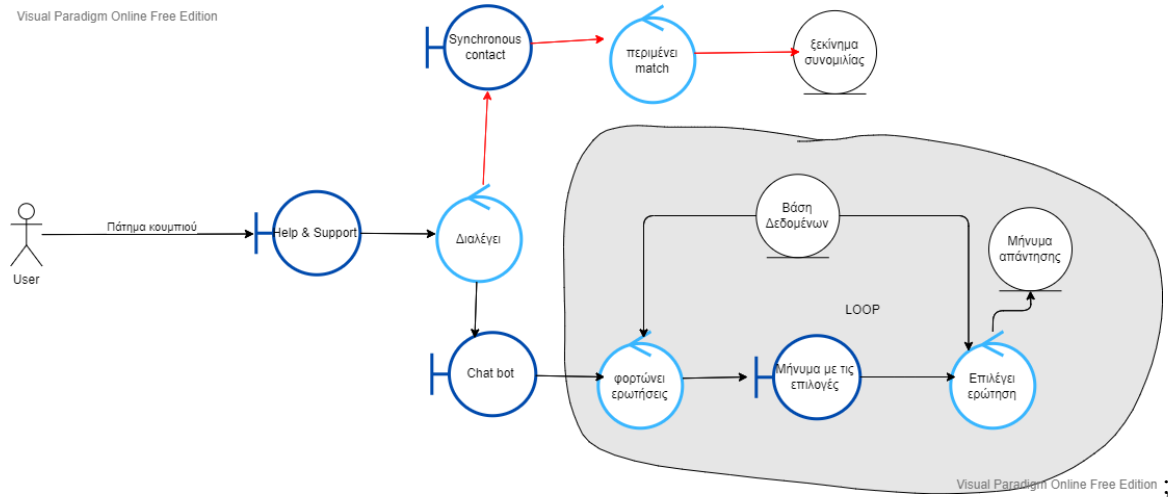 Visual Paradigm Online Free Edition
Synchronous
contact
περιμένει
match
ξεκίνημα
συνομιλίας
Πάτημα κουμπιού
User
Help & Support
Διαλέγει
Βάση
Δεδομένων
Μήνυμα
απάντησης
LOOP
Chat bot
φορτώνει
ερωτήσεις
Μήνυμα με τις
επιλογές
Επιλέγει
ερώτηση
Visual Paradigm Online Free Edition ;